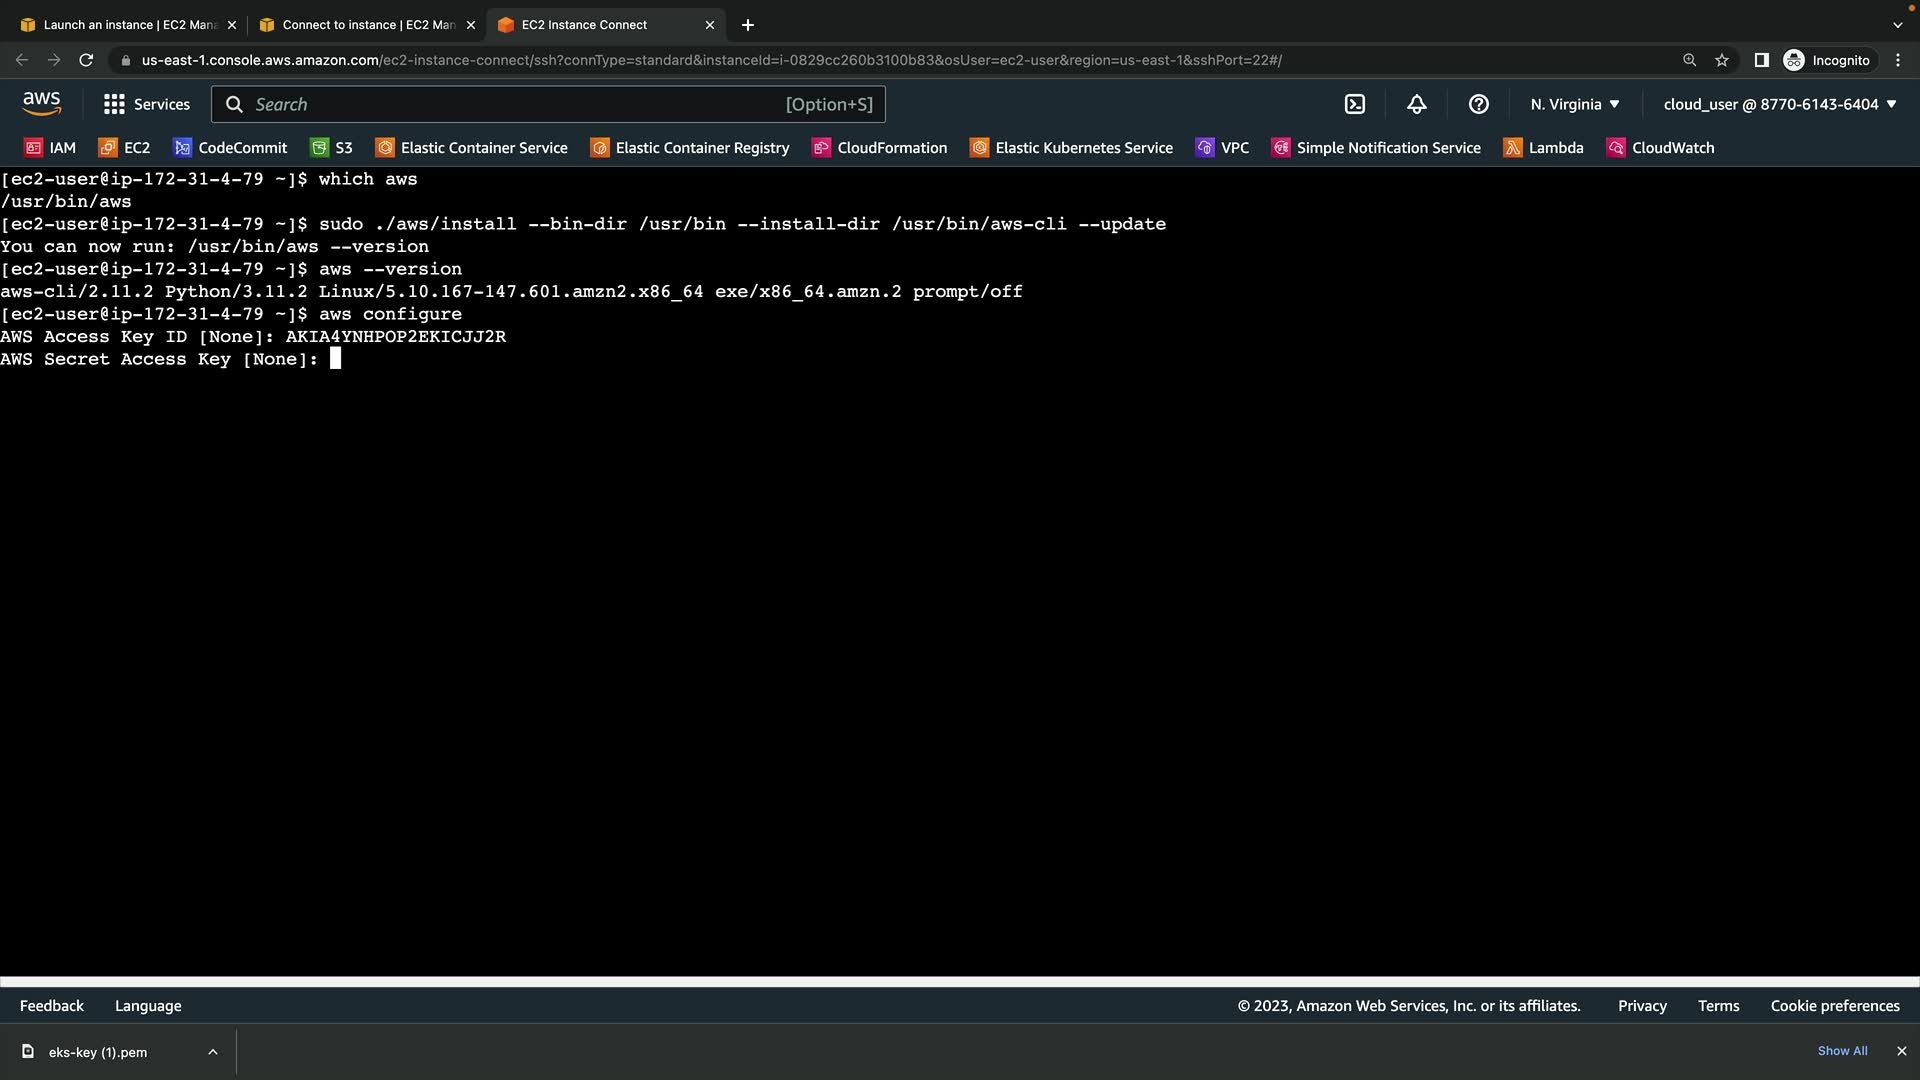 Launch an instance | EC2 Mana
Connect to instance | EC2 Man
EC2 Instance Connect
us-east-1.console.aws.amazon.com/ec2-instance-connect/ssh?connType=standard&instanceId=i-0829cc260b3100b83&osUser=ec2-user&region=us-east-1&sshPort=22#/
Incognito
aws
Services
Search
[Option+S]
N. Virginia
cloud_user @ 8770-6143-6404
IAM
EC2
CodeCommit
S3
Elastic Container Service
Elastic Container Registry
CloudFormation
Elastic Kubernetes Service
VPC
Simple Notification Service
Lambda
CloudWatch
[ec2-user@ip-172-31-4-79 ~]$ which aws
/usr/bin/aws
[ec2-user@ip-172-31-4-79 ~]$ sudo ./aws/install --bin-dir /usr/bin --install-dir /usr/bin/aws-cli --update
You can now run: /usr/bin/aws --version
[ec2-user@ip-172-31-4-79 ~]$ aws --version
aws-cli/2.11.2 Python/3.11.2 Linux/5.10.167-147.601.amzn2.x86_64 exe/x86_64.amzn.2 prompt/off
[ec2-user@ip-172-31-4-79 ~]$ aws configure
AWS Access Key ID [None]: AKIA4YNHPOP2EKICJJ2R
AWS Secret Access Key [None]:
Feedback
Language
© 2023, Amazon Web Services, Inc. or its affiliates.
Privacy
Terms
Cookie preferences
eks-key (1).pem
Show All